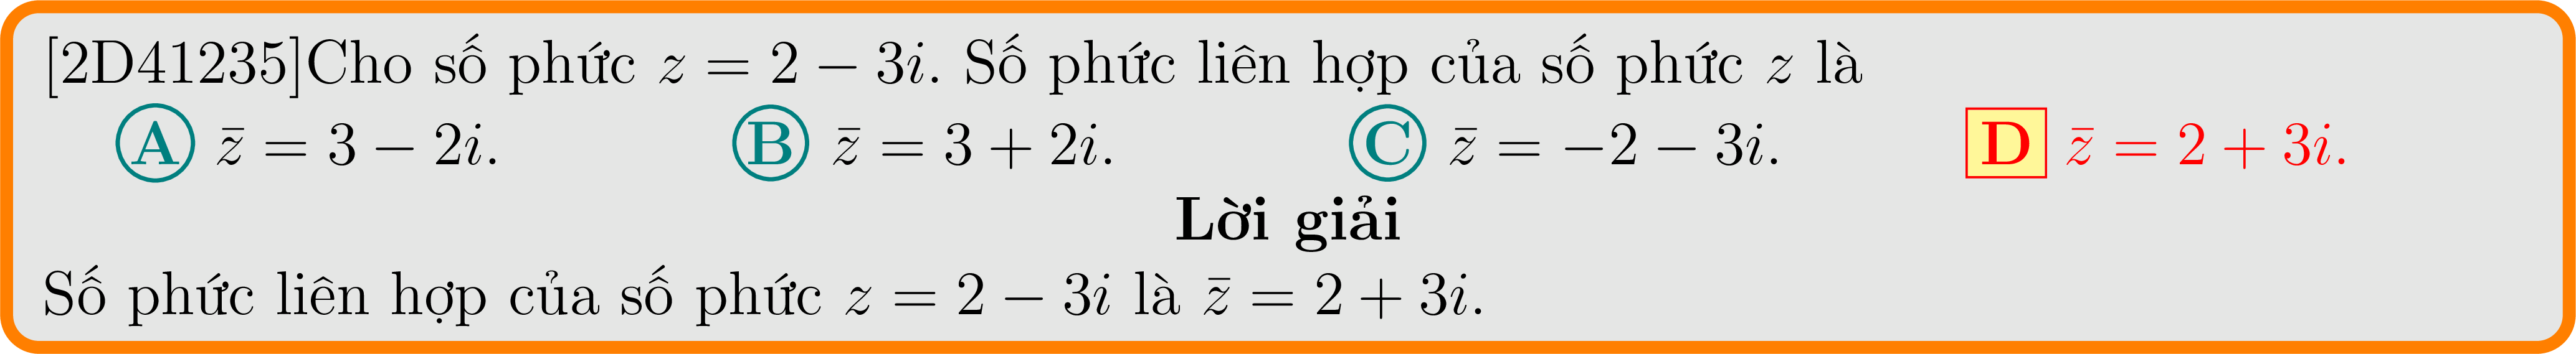 [2D41235]Cho số phức z = 2 − 3i. Số phức liên hợp của số phức z là
A z̄ = 3 − 2i. B z̄ = 3 + 2i. C z̄ = −2 − 3i. D z̄ = 2 + 3i.
Lời giải
Số phức liên hợp của số phức z = 2 − 3i là z̄ = 2 + 3i.